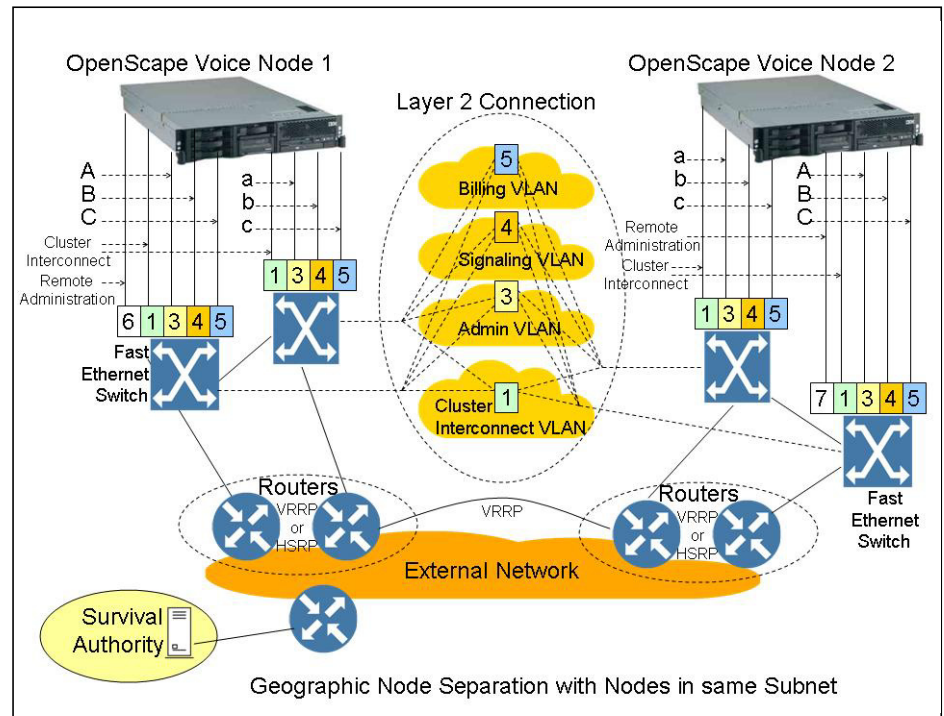 OpenScape Voice Node 1
OpenScape Voice Node 2
Layer 2 Connection
5
Billing VLAN
4
Signaling VLAN
3
Admin VLAN
1
Cluster
Interconnect VLAN
A
B
C
Cluster
Interconnect
Remote
Administration
a
b
c
1 3 4 5
6 1 3 4 5
Fast
Ethernet
Switch
a
b
c
Remote
Administration
Cluster
Interconnect
A
B
C
1 3 4 5
7 1 3 4 5
Fast
Ethernet
Switch
Routers
VRRP
or
HSRP
VRRP
Routers
VRRP
or
HSRP
External Network
Survival
Authority
Geographic Node Separation with Nodes in same Subnet